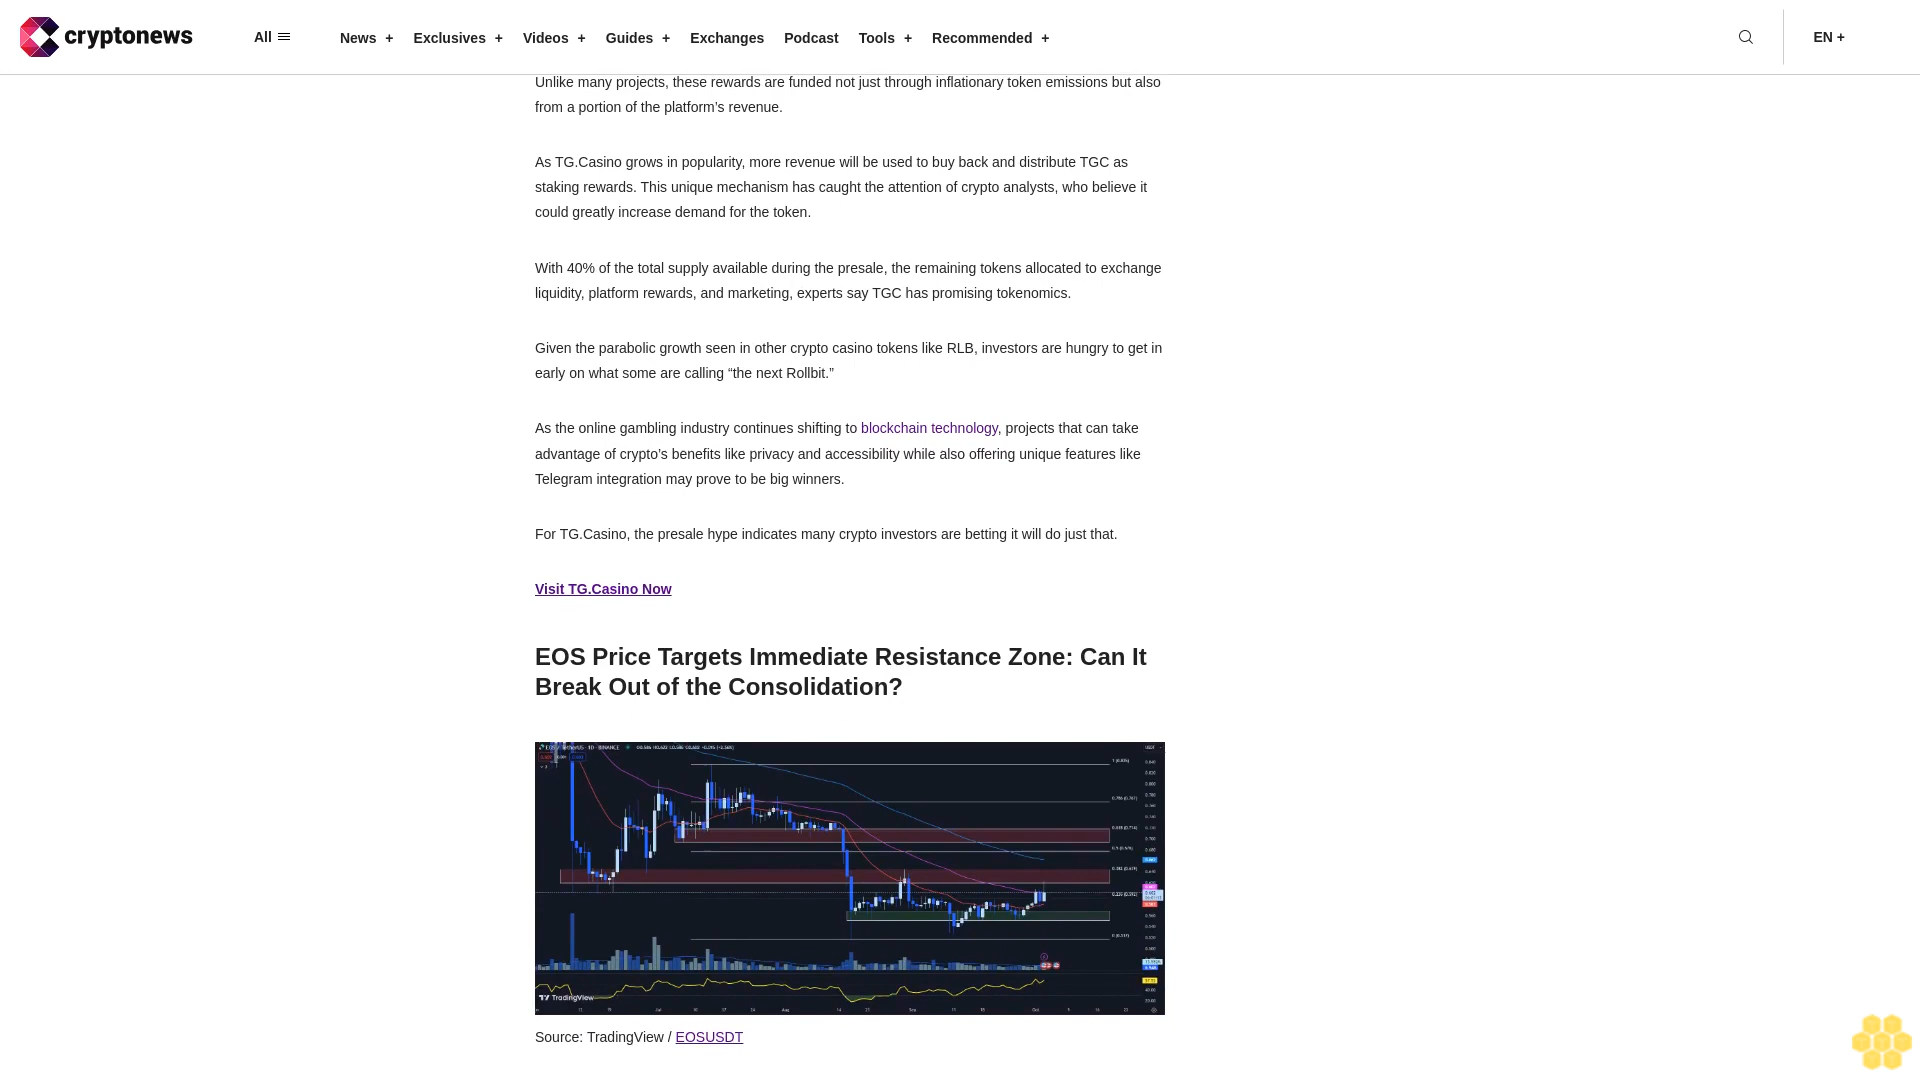 cryptonews
All
News +
Exclusives +
Videos +
Guides +
Exchanges
Podcast
Tools +
Recommended +
EN +
Unlike many projects, these rewards are funded not just through inflationary token emissions but also
from a portion of the platform’s revenue.
As TG.Casino grows in popularity, more revenue will be used to buy back and distribute TGC as
staking rewards. This unique mechanism has caught the attention of crypto analysts, who believe it
could greatly increase demand for the token.
With 40% of the total supply available during the presale, the remaining tokens allocated to exchange
liquidity, platform rewards, and marketing, experts say TGC has promising tokenomics.
Given the parabolic growth seen in other crypto casino tokens like RLB, investors are hungry to get in
early on what some are calling “the next Rollbit.”
As the online gambling industry continues shifting to blockchain technology, projects that can take
advantage of crypto’s benefits like privacy and accessibility while also offering unique features like
Telegram integration may prove to be big winners.
For TG.Casino, the presale hype indicates many crypto investors are betting it will do just that.
Visit TG.Casino Now
EOS Price Targets Immediate Resistance Zone: Can It
Break Out of the Consolidation?
TradingView
Source: TradingView / EOSUSDT